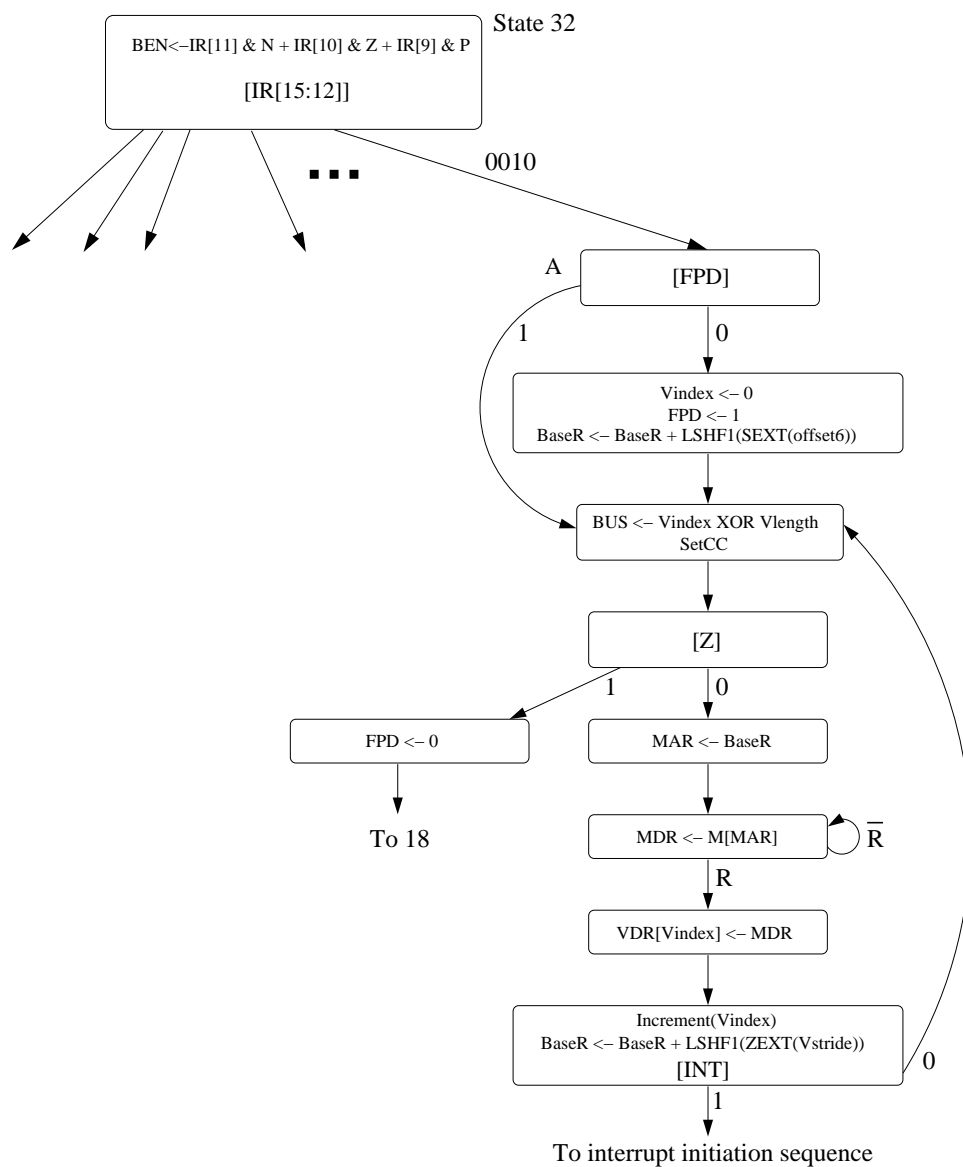 State 32
BEN<–IR[11] & N + IR[10] & Z + IR[9] & P
[IR[15:12]]
...
0010
A
[FPD]
1
0
Vindex <– 0
FPD <– 1
BaseR <– BaseR + LSHF1(SEXT(offset6))
BUS <– Vindex XOR Vlength
SetCC
[Z]
1
0
FPD <– 0
MAR <– BaseR
To 18
MDR <– M[MAR]
R̅
R
VDR[Vindex] <– MDR
Increment(Vindex)
BaseR <– BaseR + LSHF1(ZEXT(Vstride))
[INT]
0
1
To interrupt initiation sequence